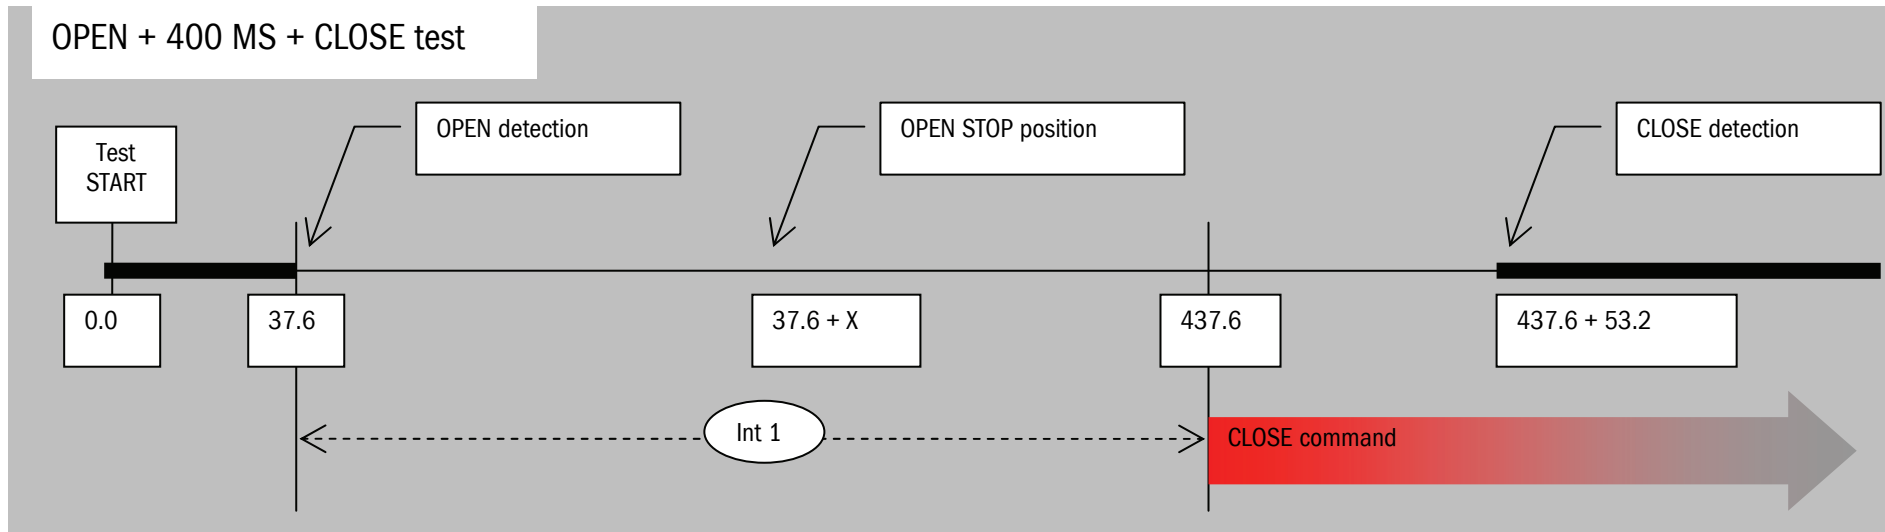 OPEN + 400 MS + CLOSE test
OPEN detection
OPEN STOP position
CLOSE detection
Test
START
0.0
37.6
37.6 + X
437.6
437.6 + 53.2
Int 1
CLOSE command